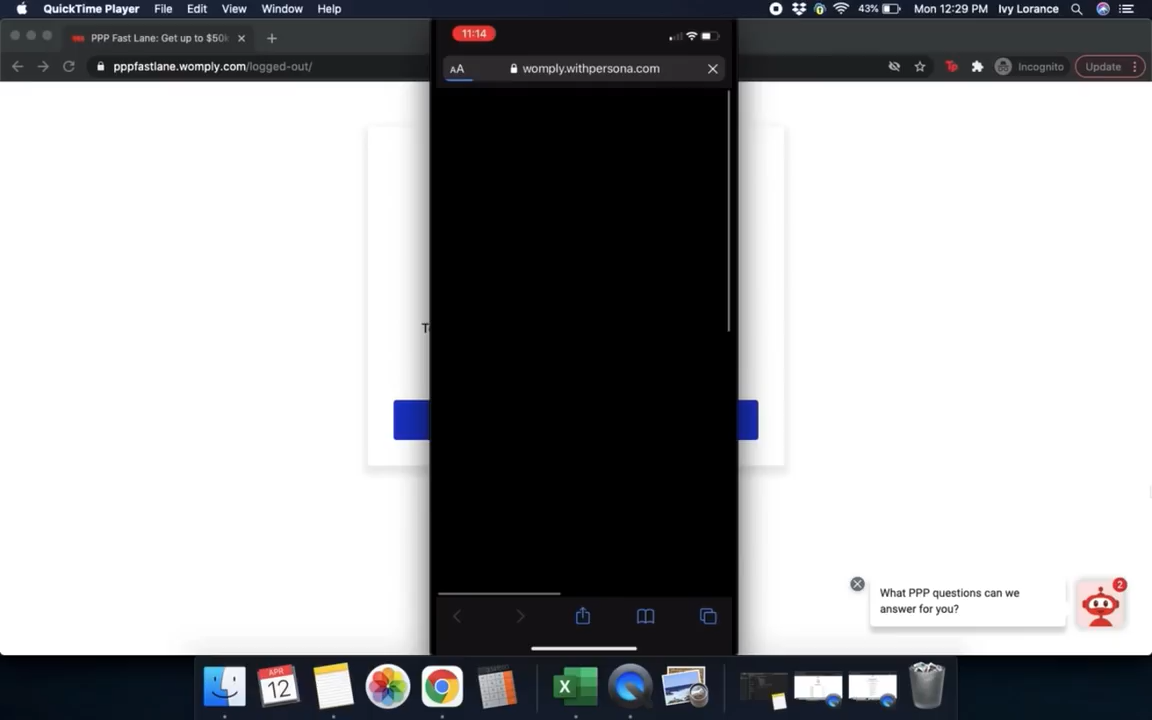 QuickTime Player File Edit View Window Help 43% Mon 12:29 PM Ivy Lorance
PPP Fast Lane: Get up to $50k
pppfastlane.womply.com/logged-out/ Incognito Update
11:14
AA womply.withpersona.com
What PPP questions can we
answer for you?
2
APR
12